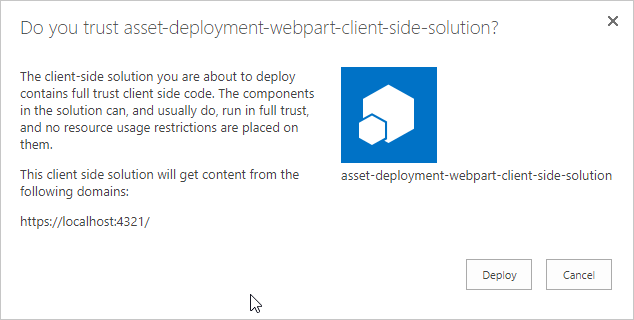 Do you trust asset-deployment-webpart-client-side-solution?
The client-side solution you are about to deploy
contains full trust client side code. The components
in the solution can, and usually do, run in full trust,
and no resource usage restrictions are placed on
them.
This client side solution will get content from the
following domains:
https://localhost:4321/
asset-deployment-webpart-client-side-solution
Deploy
Cancel